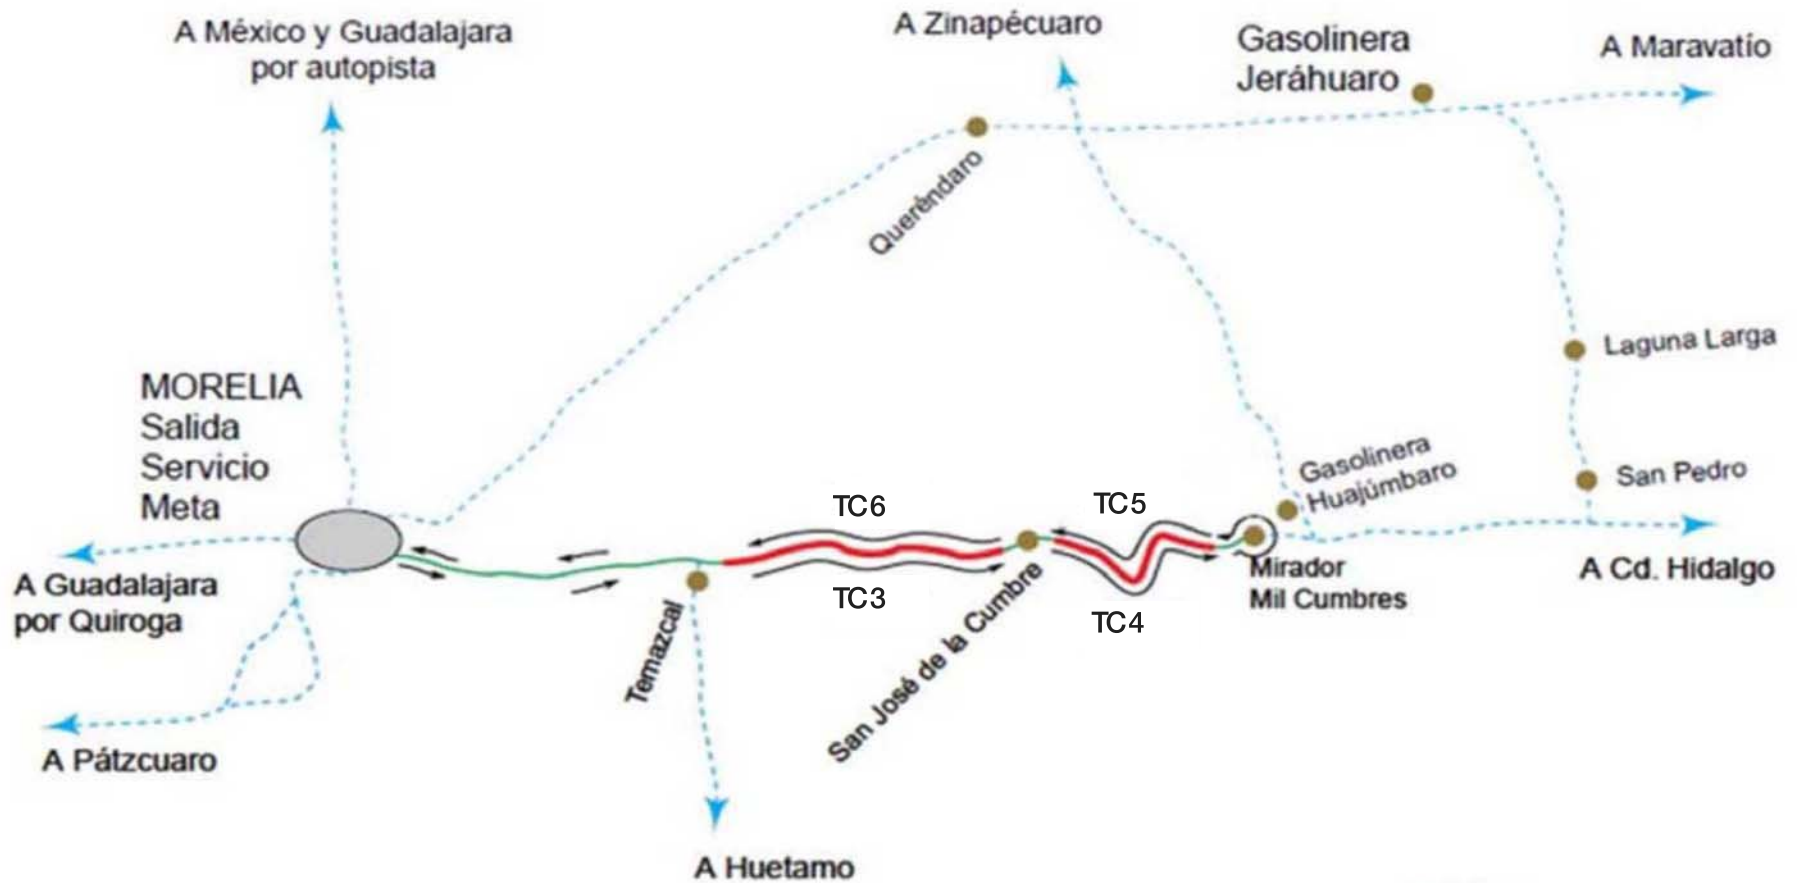 A México y Guadalajara
por autopista
A Zinapécuaro
Gasolinera
Jeráhuaro
A Maravatío
Queréndaro
Laguna Larga
MORELIA
Salida
Servicio
Meta
Gasolinera
Huajúmbaro
San Pedro
TC6
TC5
A Guadalajara
por Quiroga
TC3
TC4
Mirador
Mil Cumbres
A Cd. Hidalgo
Temazcal
San José de la Cumbre
A Pátzcuaro
A Huetamo